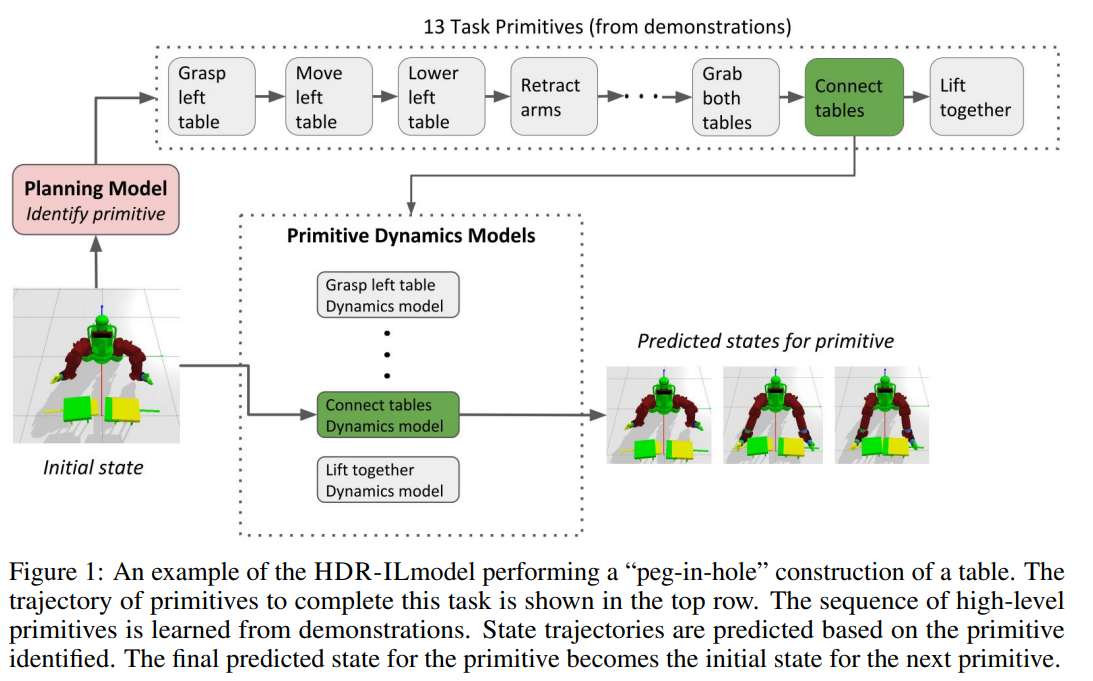 13 Task Primitives (from demonstrations)
Grasp
left
table
Move
left
table
Lower
left
table
Retract
arms
Grab
both
tables
Connect
tables
Lift
together
Planning Model
Identify primitive
Primitive Dynamics Models
Grasp left table
Dynamics model
Connect tables
Dynamics model
Lift together
Dynamics model
Initial state
Predicted states for primitive
Figure 1: An example of the HDR-ILmodel performing a “peg-in-hole” construction of a table. The
trajectory of primitives to complete this task is shown in the top row. The sequence of high-level
primitives is learned from demonstrations. State trajectories are predicted based on the primitive
identified. The final predicted state for the primitive becomes the initial state for the next primitive.